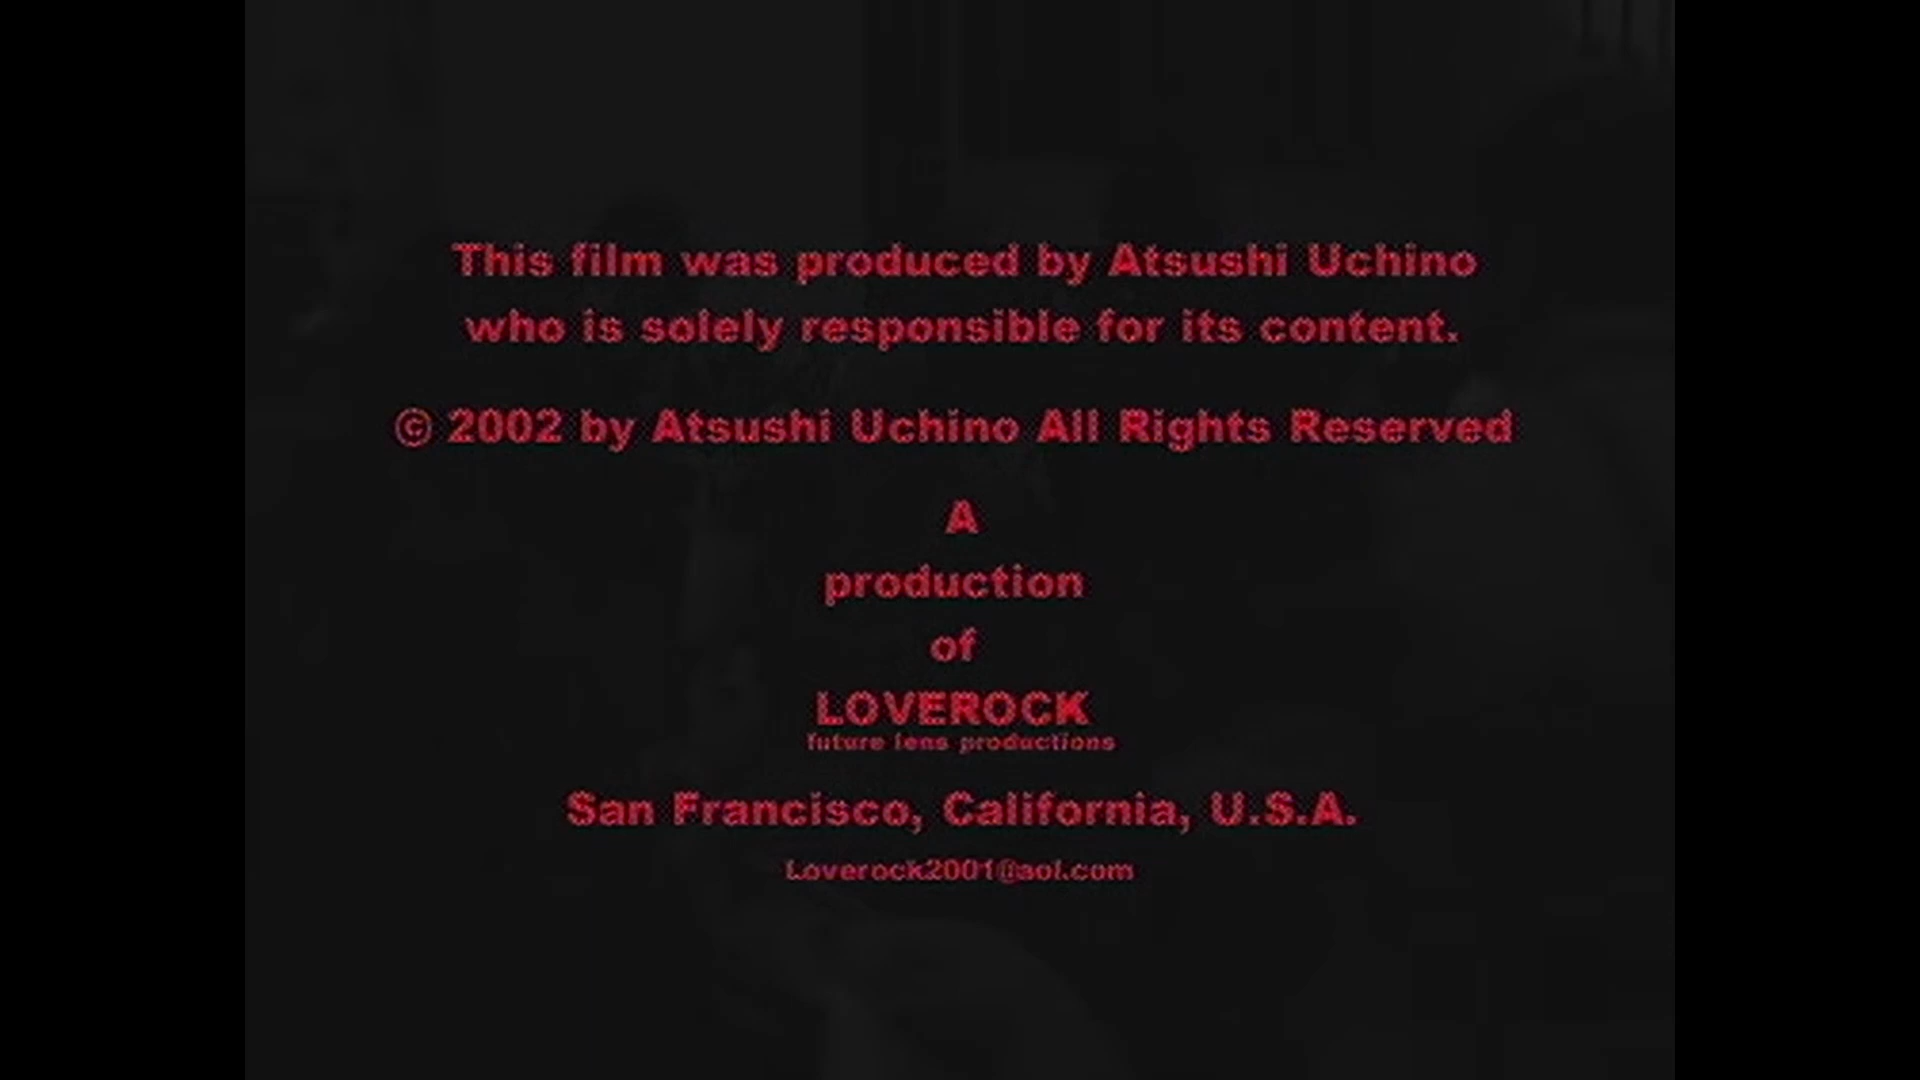 This film was produced by Atsushi Uchino
who is solely responsible for its content.
© 2002 by Atsushi Uchino All Rights Reserved
A
production
of
LOVEROCK
future lens productions
San Francisco, California, U.S.A.
Loverock2001@aol.com